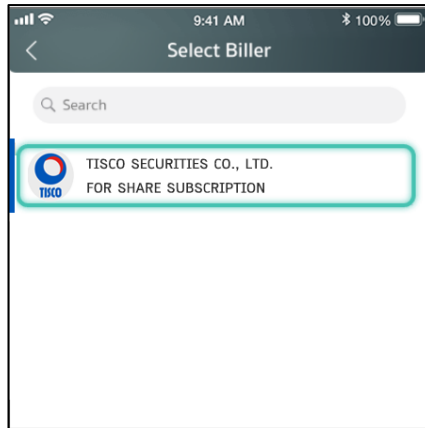 9:41 AM
100%
Select Biller
Search
TISCO
TISCO SECURITIES CO., LTD.
FOR SHARE SUBSCRIPTION